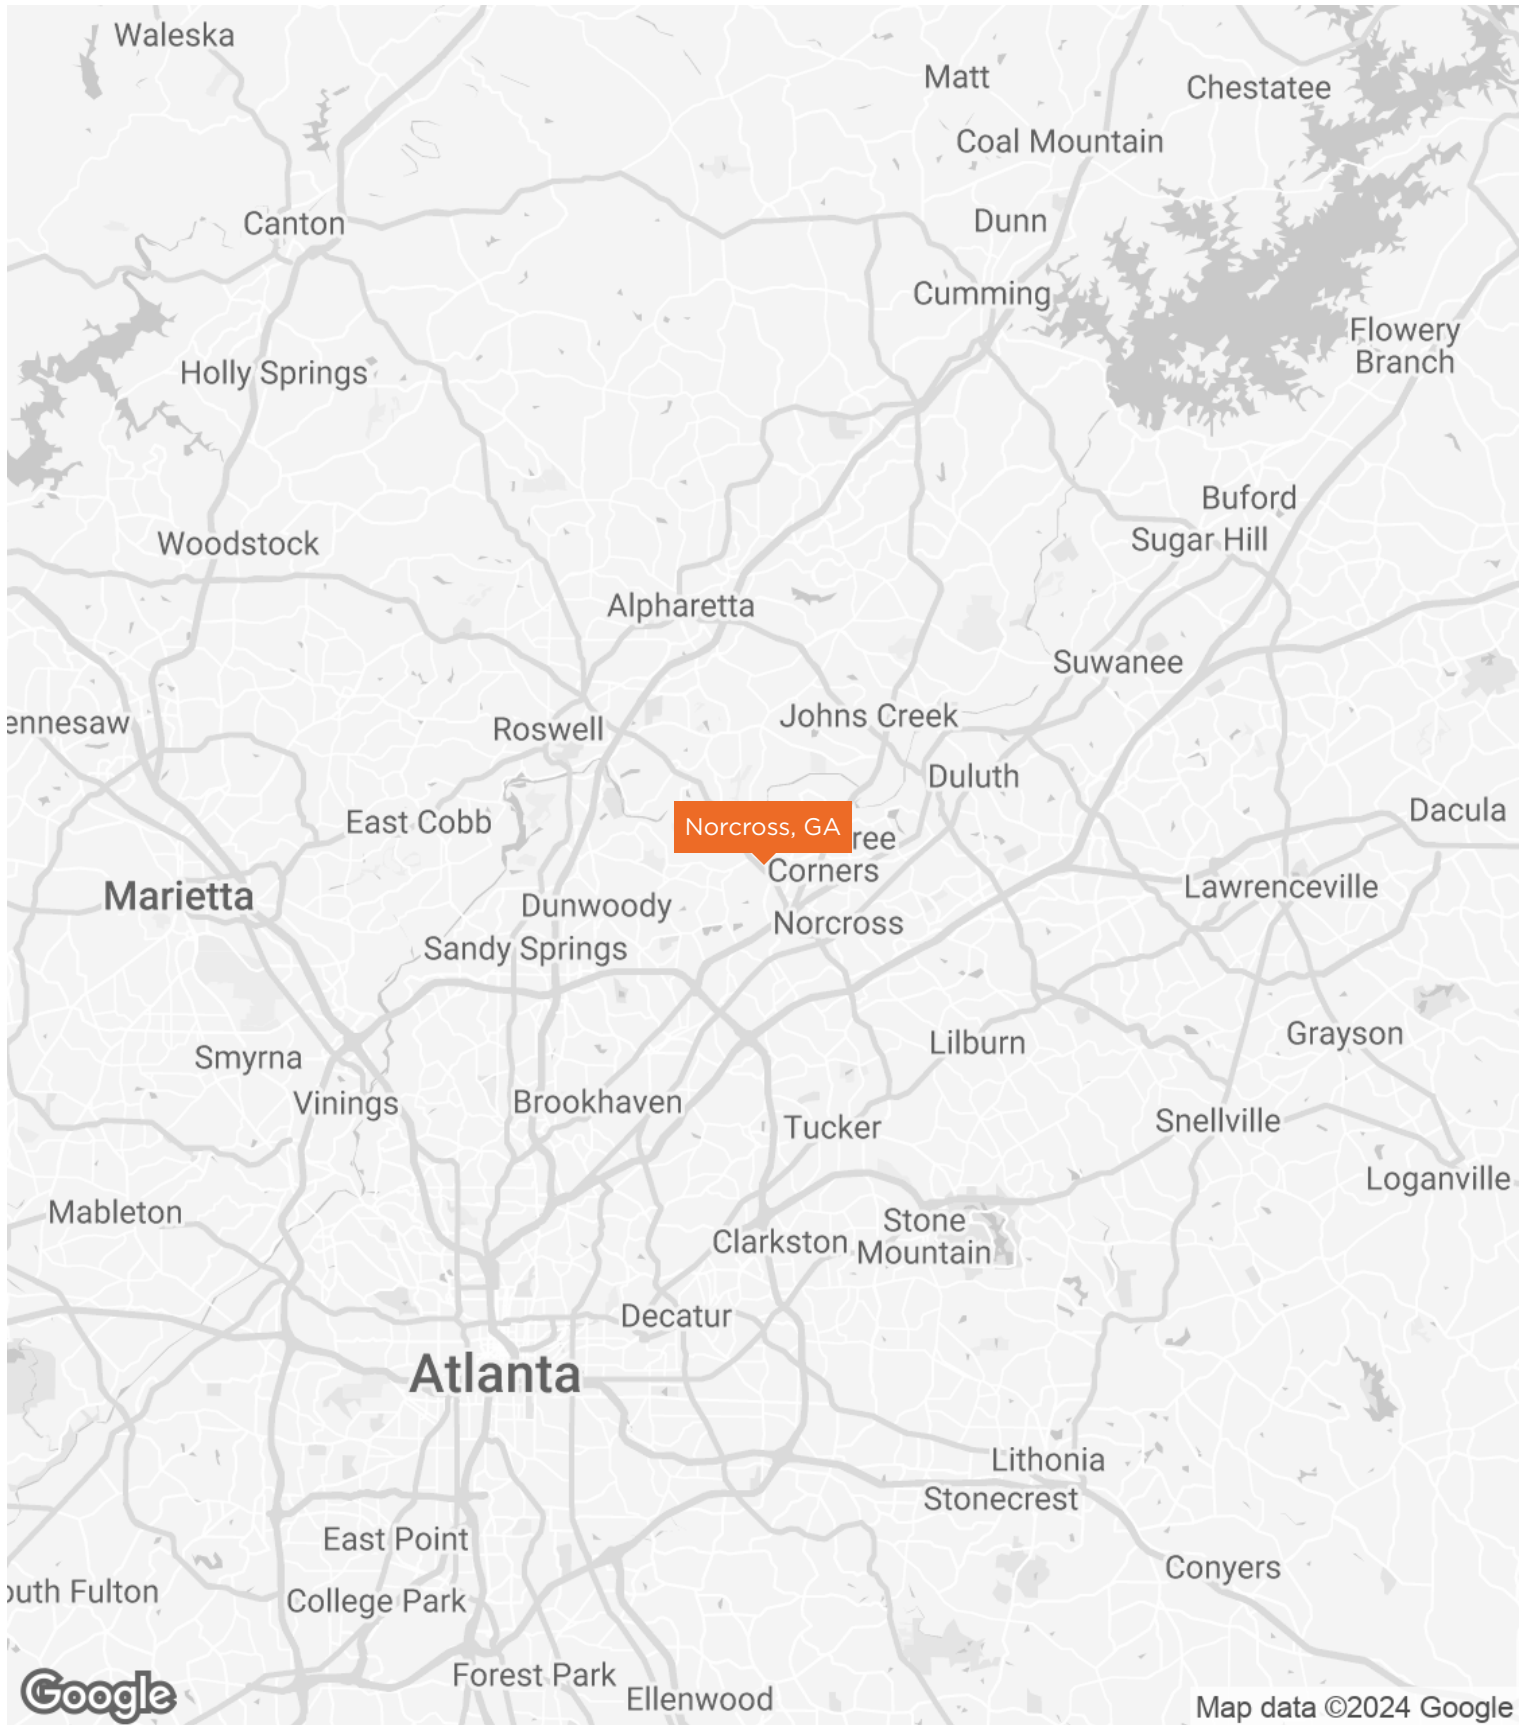 Waleska
Matt
Chestatee
Coal Mountain
Dunn
Canton
Cumming
Flowery
Branch
Holly Springs
Buford
Sugar Hill
Woodstock
Alpharetta
Suwanee
ennesaw
Roswell
Johns Creek
Duluth
Dacula
East Cobb
Norcross, GA
ree
Corners
Marietta
Lawrenceville
Dunwoody
Norcross
Sandy Springs
Grayson
Lilburn
Smyrna
Vinings
Brookhaven
Tucker
Snellville
Loganville
Mableton
Stone
Mountain
Clarkston
Decatur
Atlanta
Lithonia
Stonecrest
East Point
Conyers
outh Fulton
College Park
Forest Park
Ellenwood
Google
Map data ©2024 Google